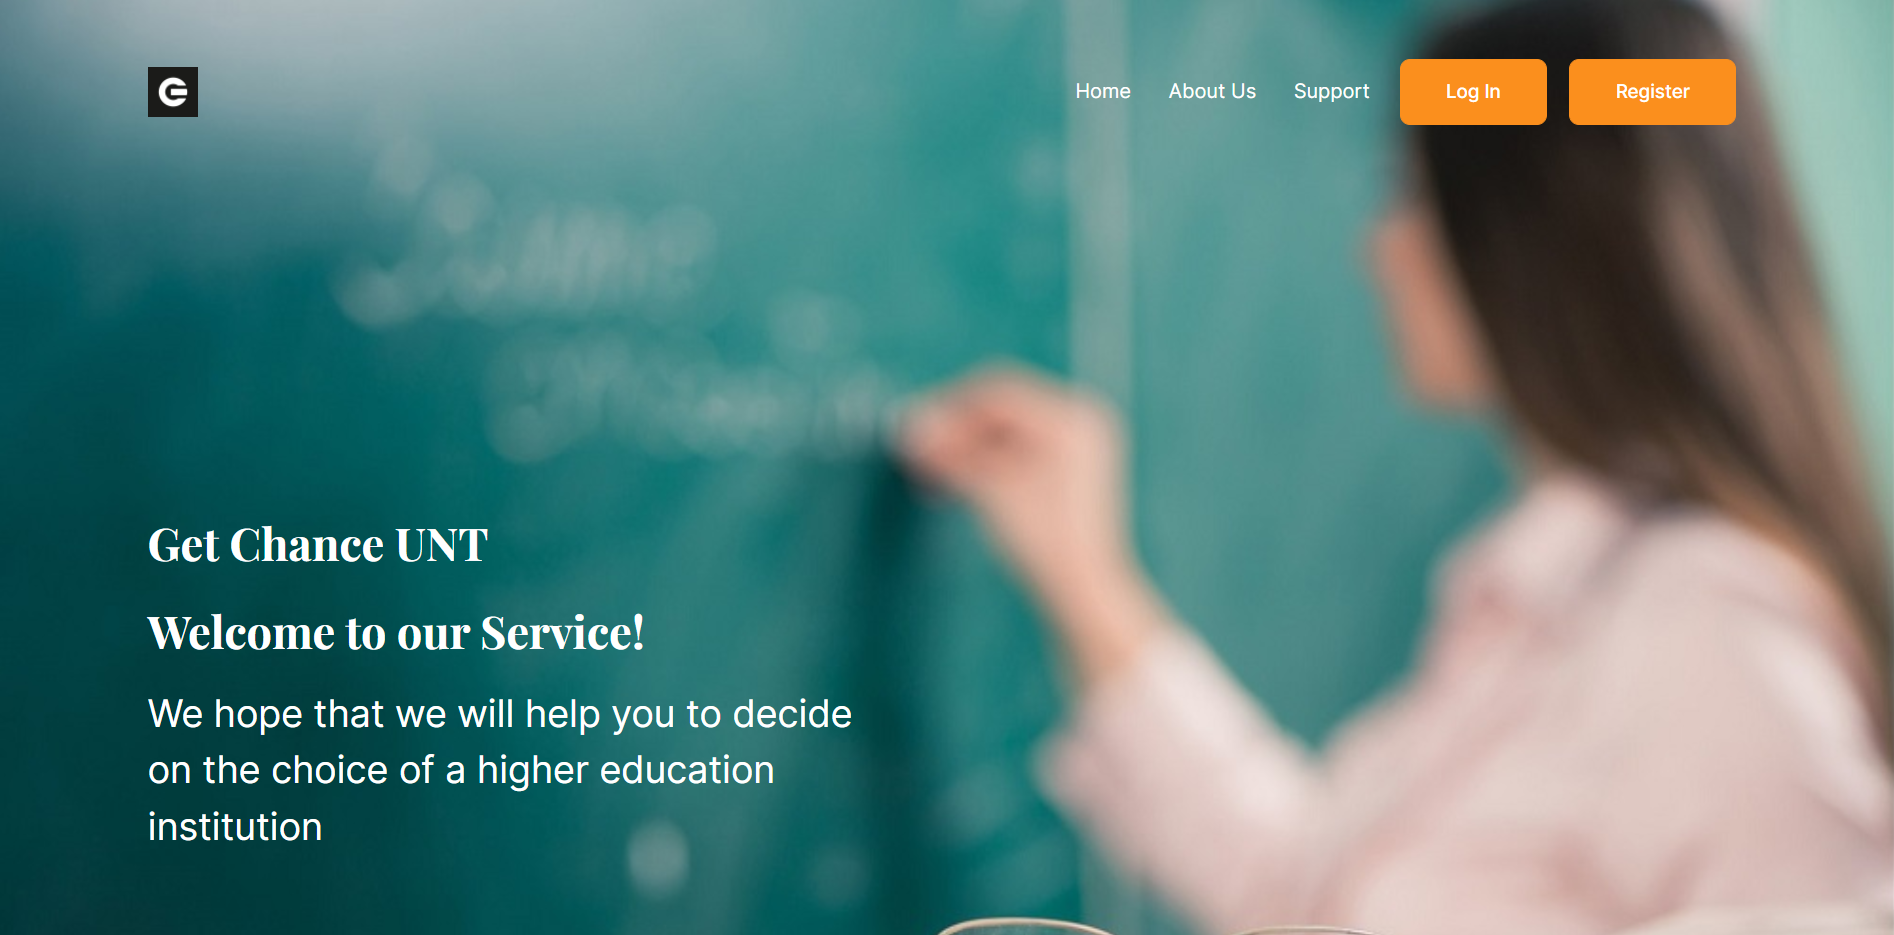 Home About Us Support Log In Register
Get Chance UNT
Welcome to our Service!
We hope that we will help you to decide
on the choice of a higher education
institution